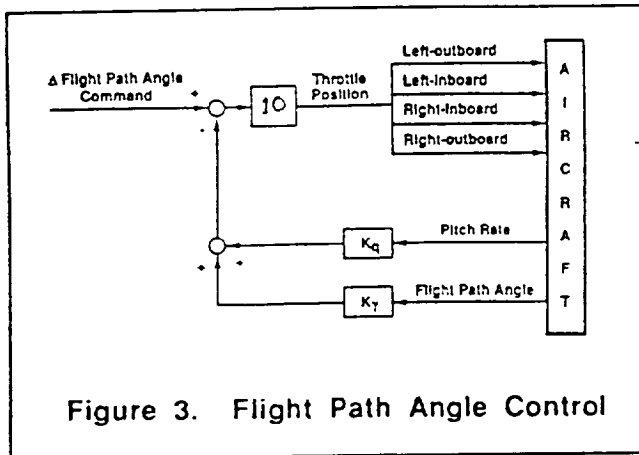 Left-outboard
Δ Flight Path Angle
Command
Throttle
Position
Left-inboard
Right-inboard
Right-outboard
+
-
10
A
I
R
C
R
A
F
T
Pitch Rate
Kq
+
+
Flight Path Angle
Kγ
Figure 3. Flight Path Angle Control